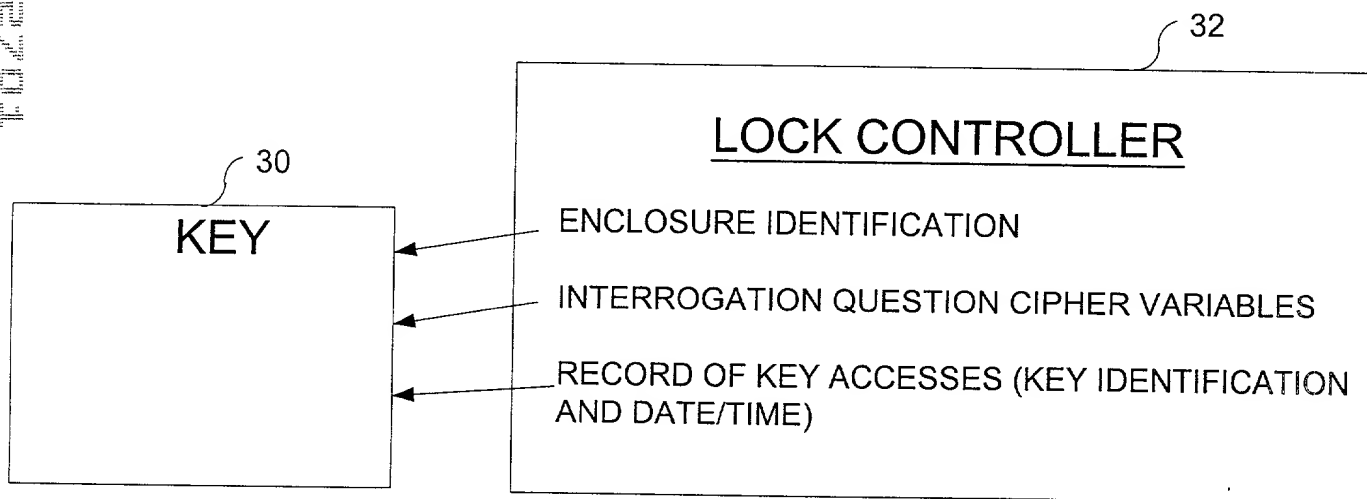 32
LOCK CONTROLLER
30
KEY
ENCLOSURE IDENTIFICATION
INTERROGATION QUESTION CIPHER VARIABLES
RECORD OF KEY ACCESSES (KEY IDENTIFICATION
AND DATE/TIME)